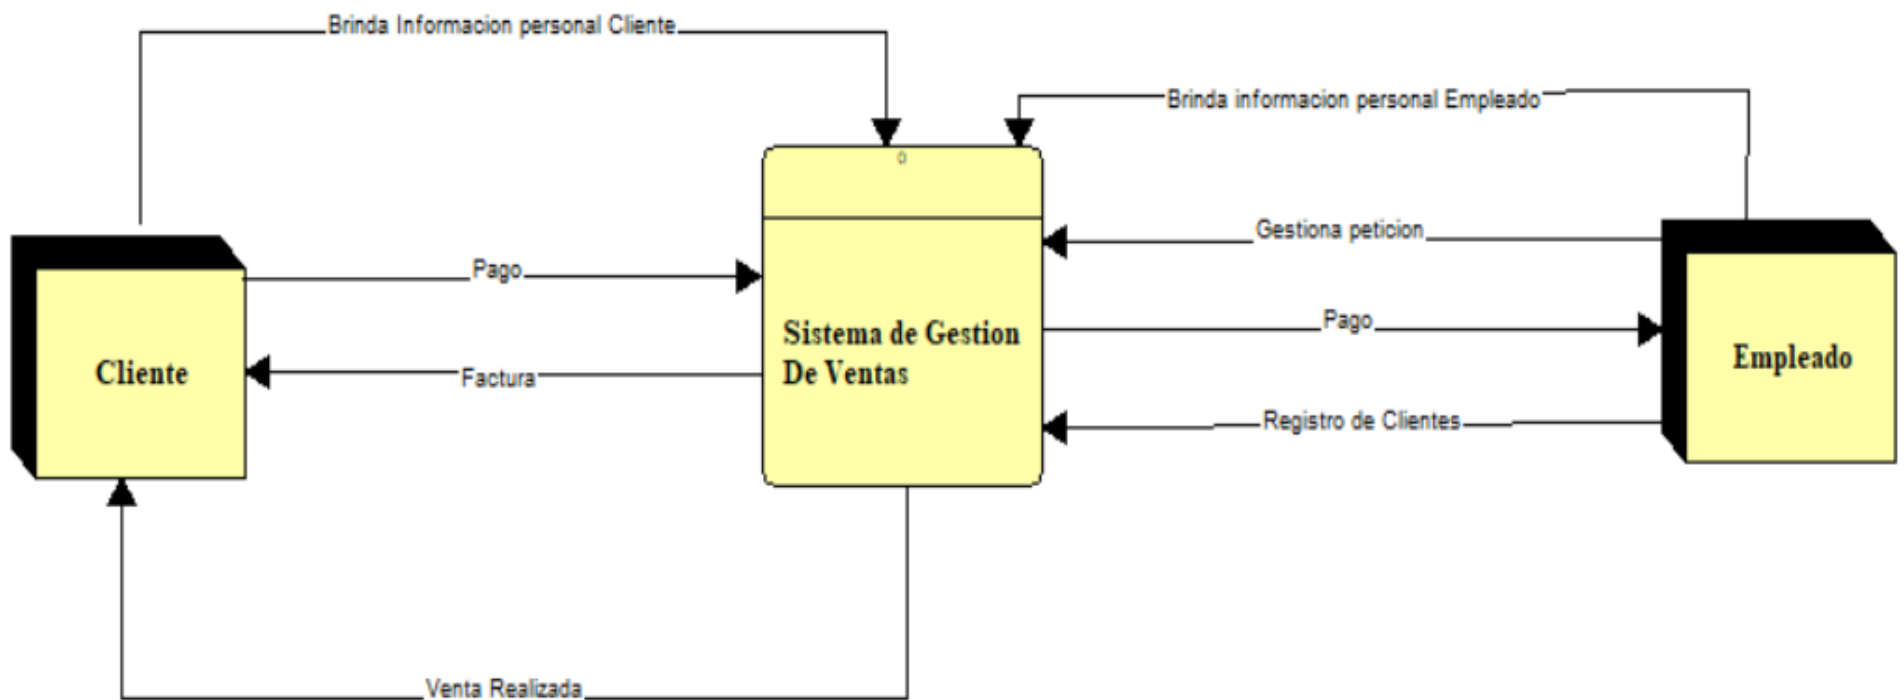 Brinda Informacion personal Cliente
Brinda informacion personal Empleado
0
Gestiona peticion
Pago
Pago
Sistema de Gestion
De Ventas
Cliente
Factura
Empleado
Registro de Clientes
Venta Realizada